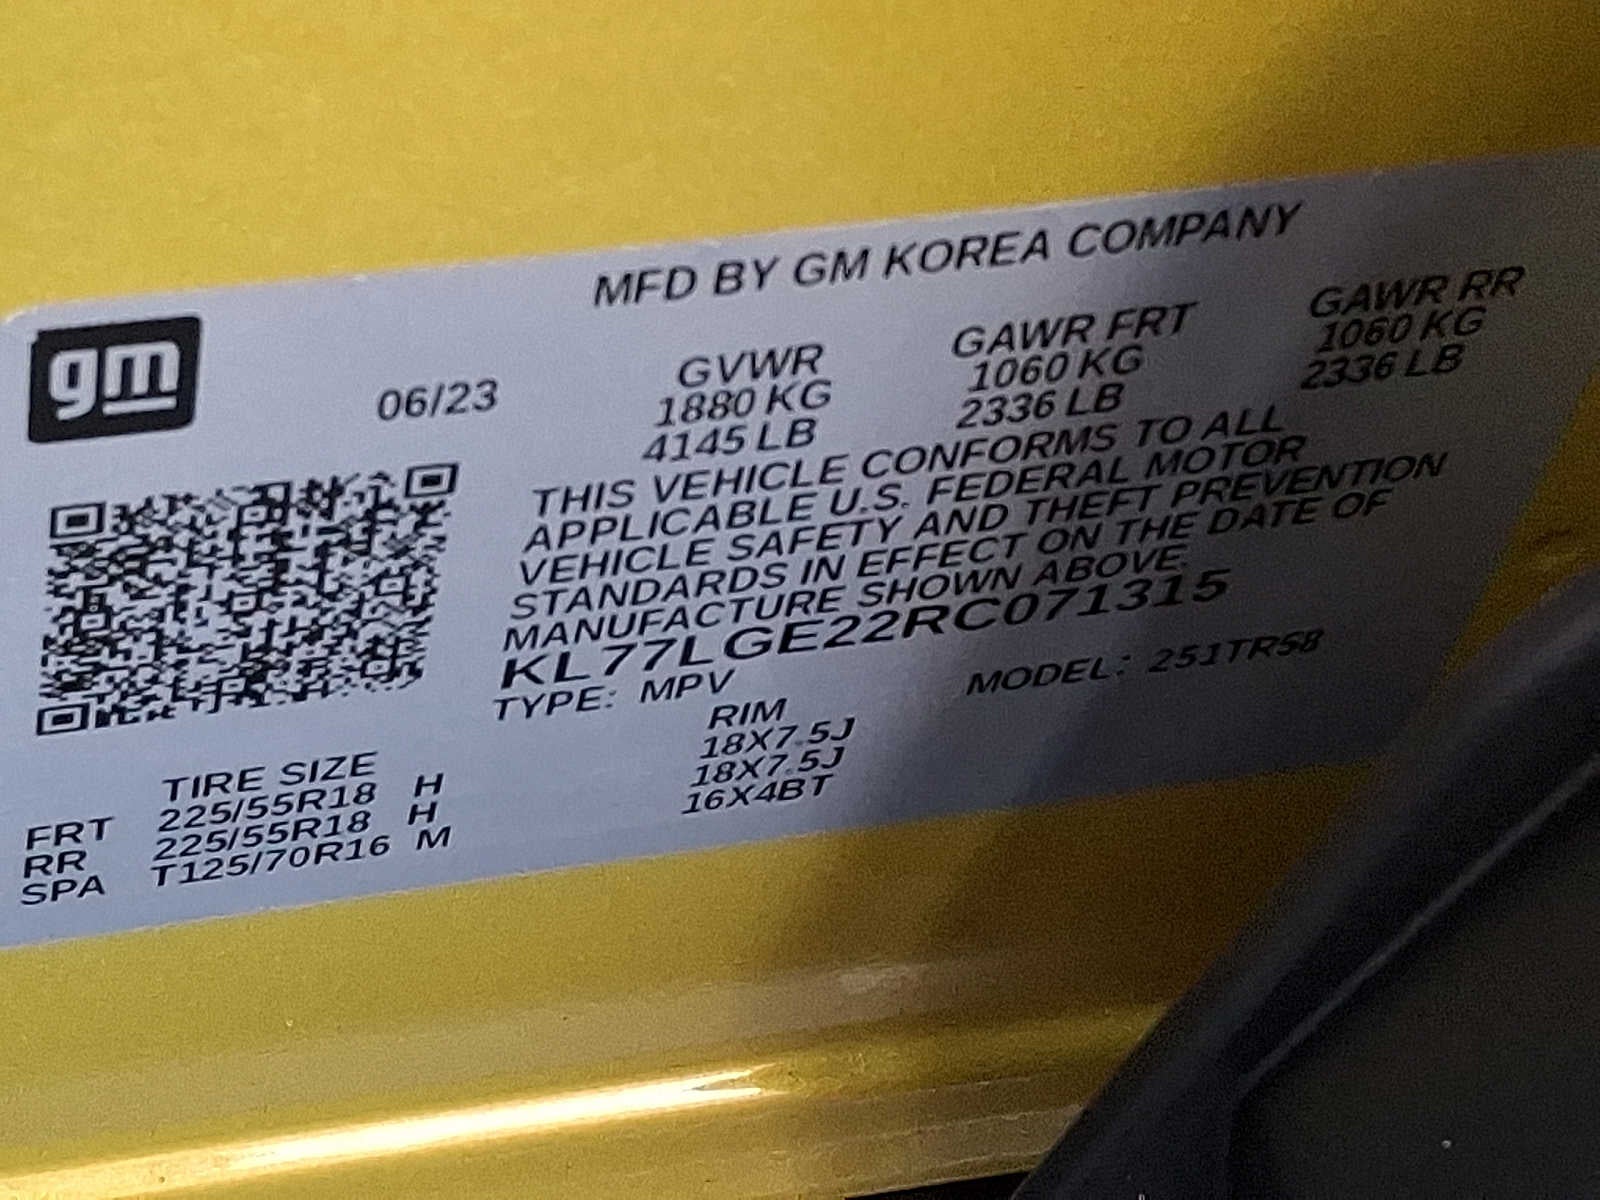 MFD BY GM KOREA COMPANY
gm
06/23
GVWR GAWR FRT GAWR RR
1880 KG 1060 KG 1060 KG
4145 LB 2336 LB 2336 LB
THIS VEHICLE CONFORMS TO ALL
APPLICABLE U.S. FEDERAL MOTOR
VEHICLE SAFETY AND THEFT PREVENTION
STANDARDS IN EFFECT ON THE DATE OF
MANUFACTURE SHOWN ABOVE.
KL77LGE22RC071315
TYPE: MPV MODEL: 251TR58
TIRE SIZE RIM
FRT 225/55R18 H 18X7.5J
RR 225/55R18 H 18X7.5J
SPA T125/70R16 M 16X4BT